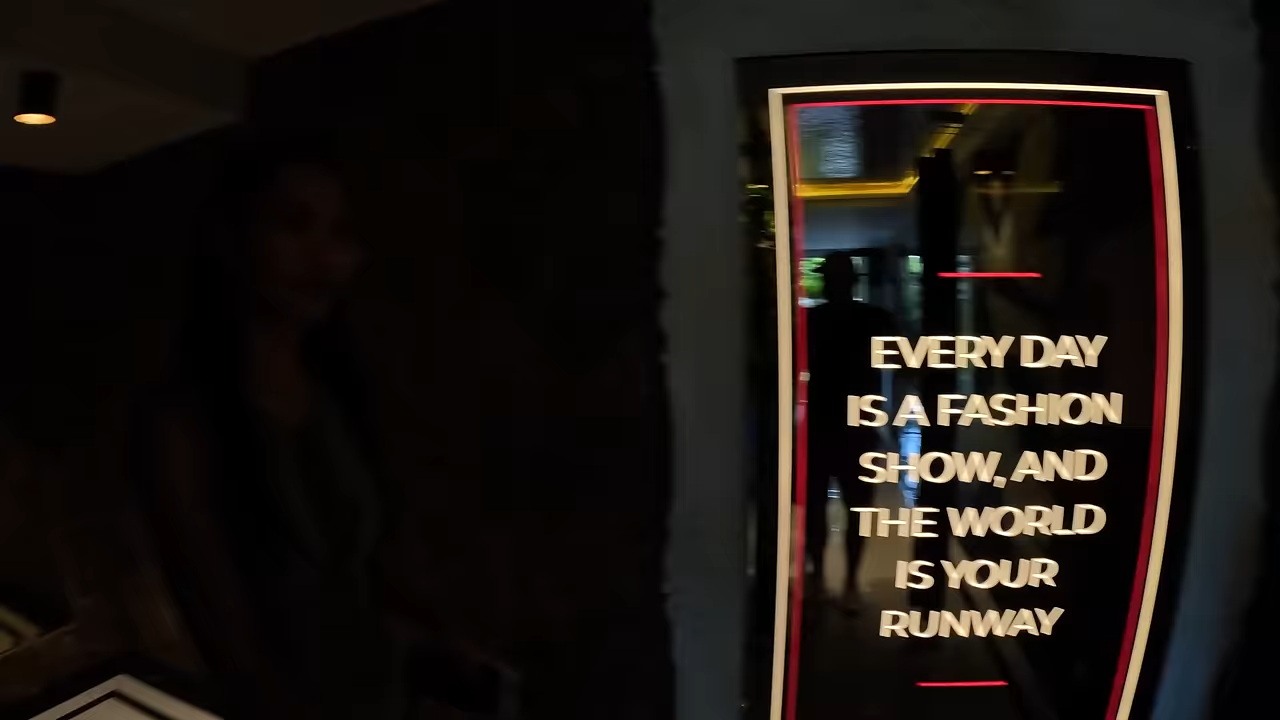 EVERY DAY
IS A FASHION
SHOW, AND
THE WORLD
IS YOUR
RUNWAY